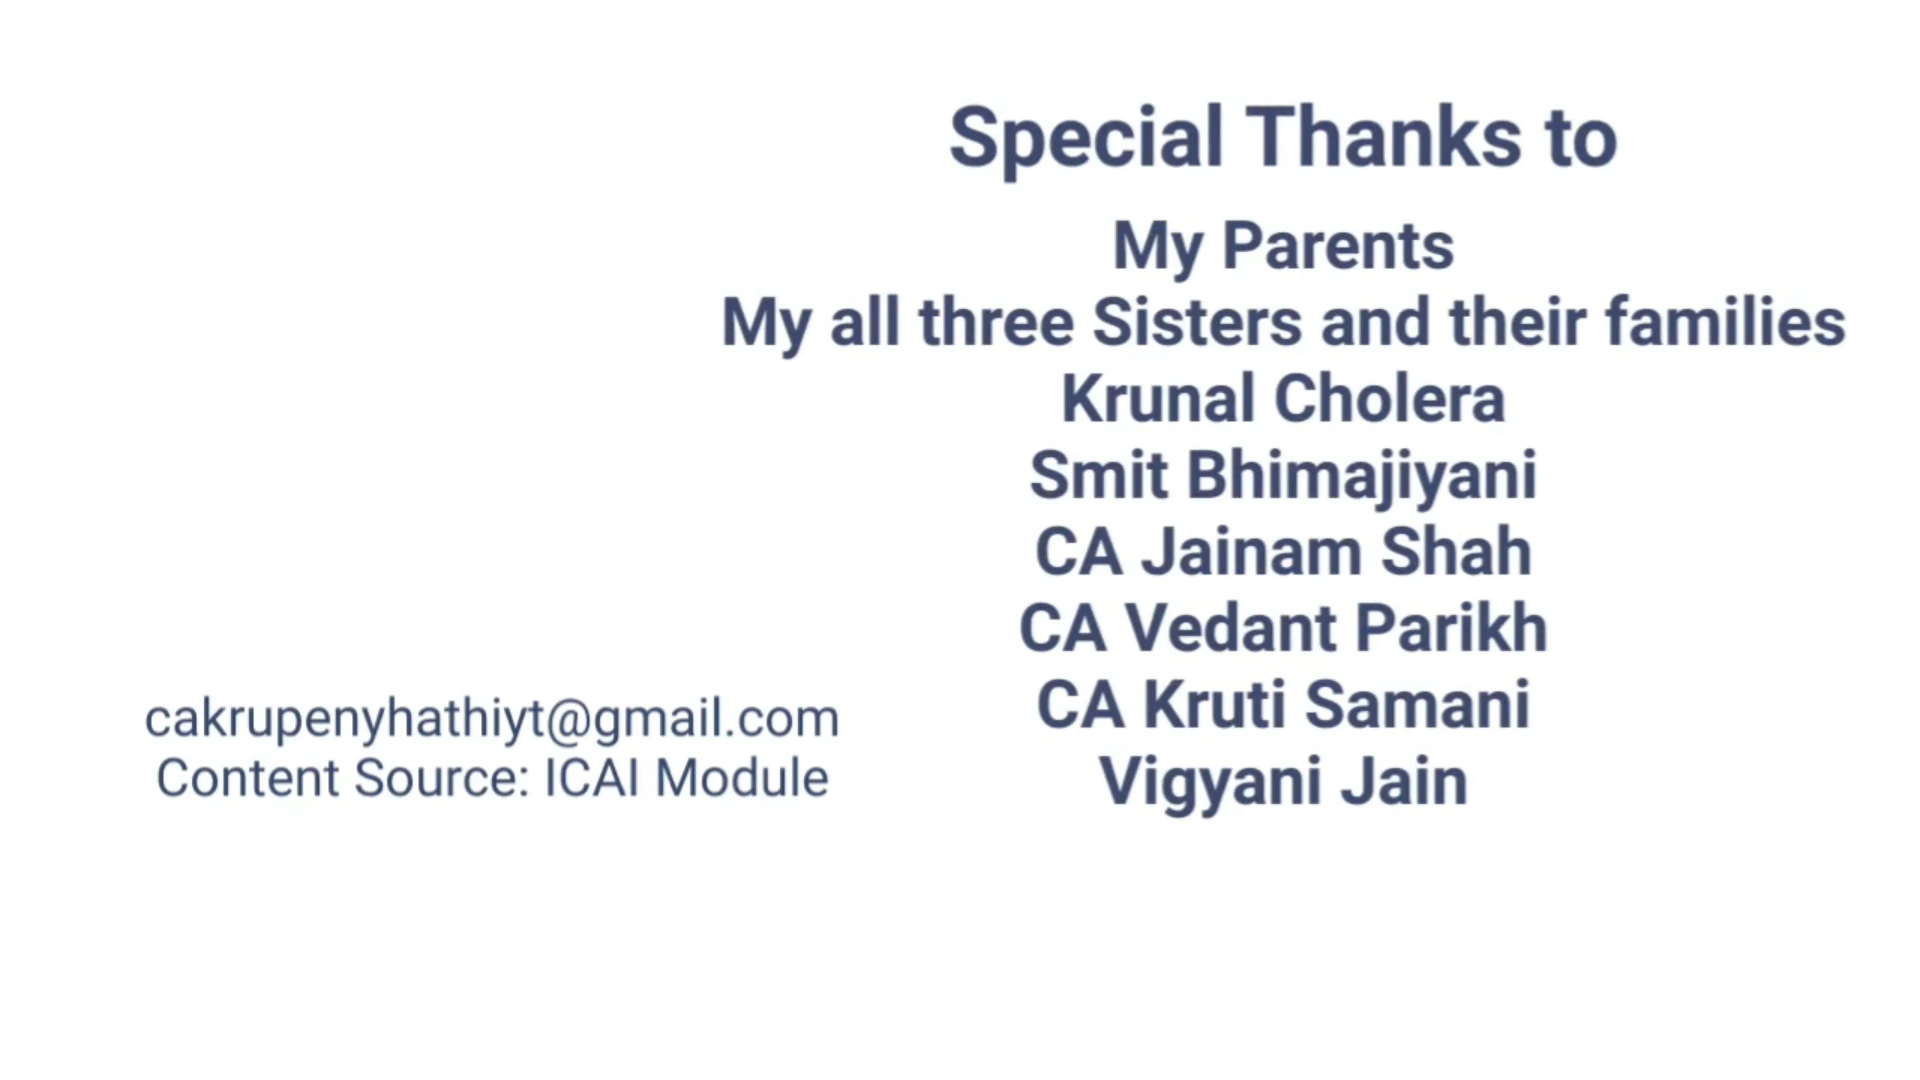 Special Thanks to
My Parents
My all three Sisters and their families
Krunal Cholera
Smit Bhimajiyani
CA Jainam Shah
CA Vedant Parikh
CA Kruti Samani
Vigyani Jain
cakrupenyhathiyt@gmail.com
Content Source: ICAI Module